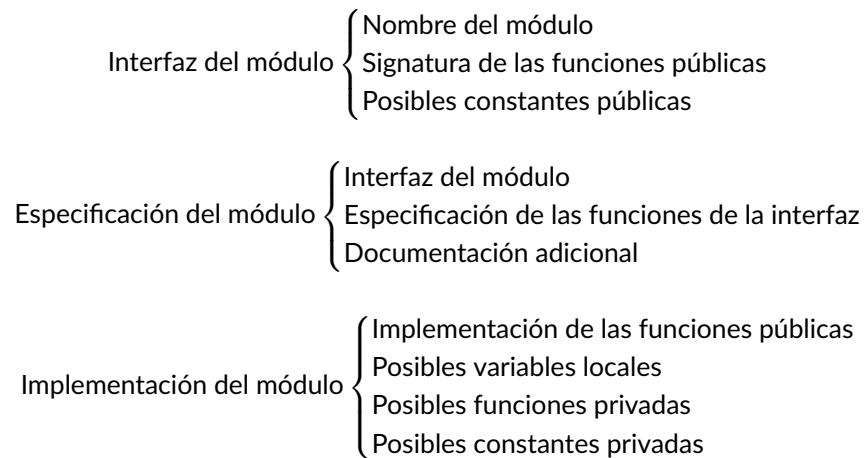 Interfaz del módulo
Nombre del módulo
Signatura de las funciones públicas
Posibles constantes públicas
Especificación del módulo
Interfaz del módulo
Especificación de las funciones de la interfaz
Documentación adicional
Implementación del módulo
Implementación de las funciones públicas
Posibles variables locales
Posibles funciones privadas
Posibles constantes privadas